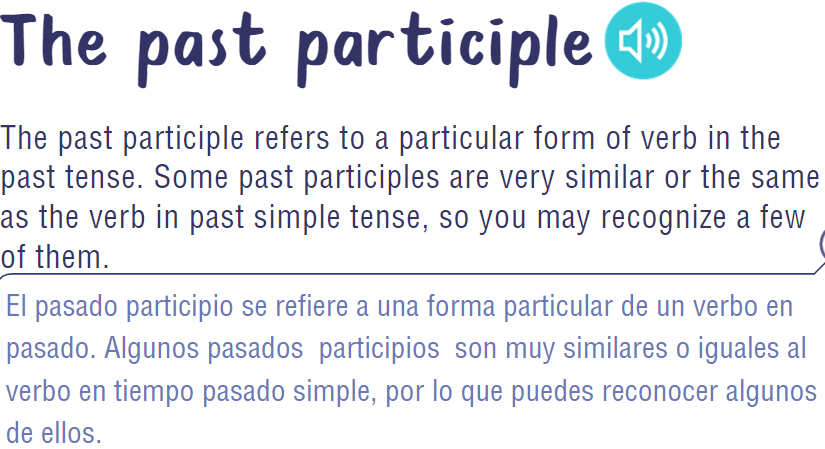 The past participle
The past participle refers to a particular form of verb in the
past tense. Some past participles are very similar or the same
as the verb in past simple tense, so you may recognize a few
of them.
El pasado participio se refiere a una forma particular de un verbo en
pasado. Algunos pasados  participios  son muy similares o iguales al
verbo en tiempo pasado simple, por lo que puedes reconocer algunos
de ellos.